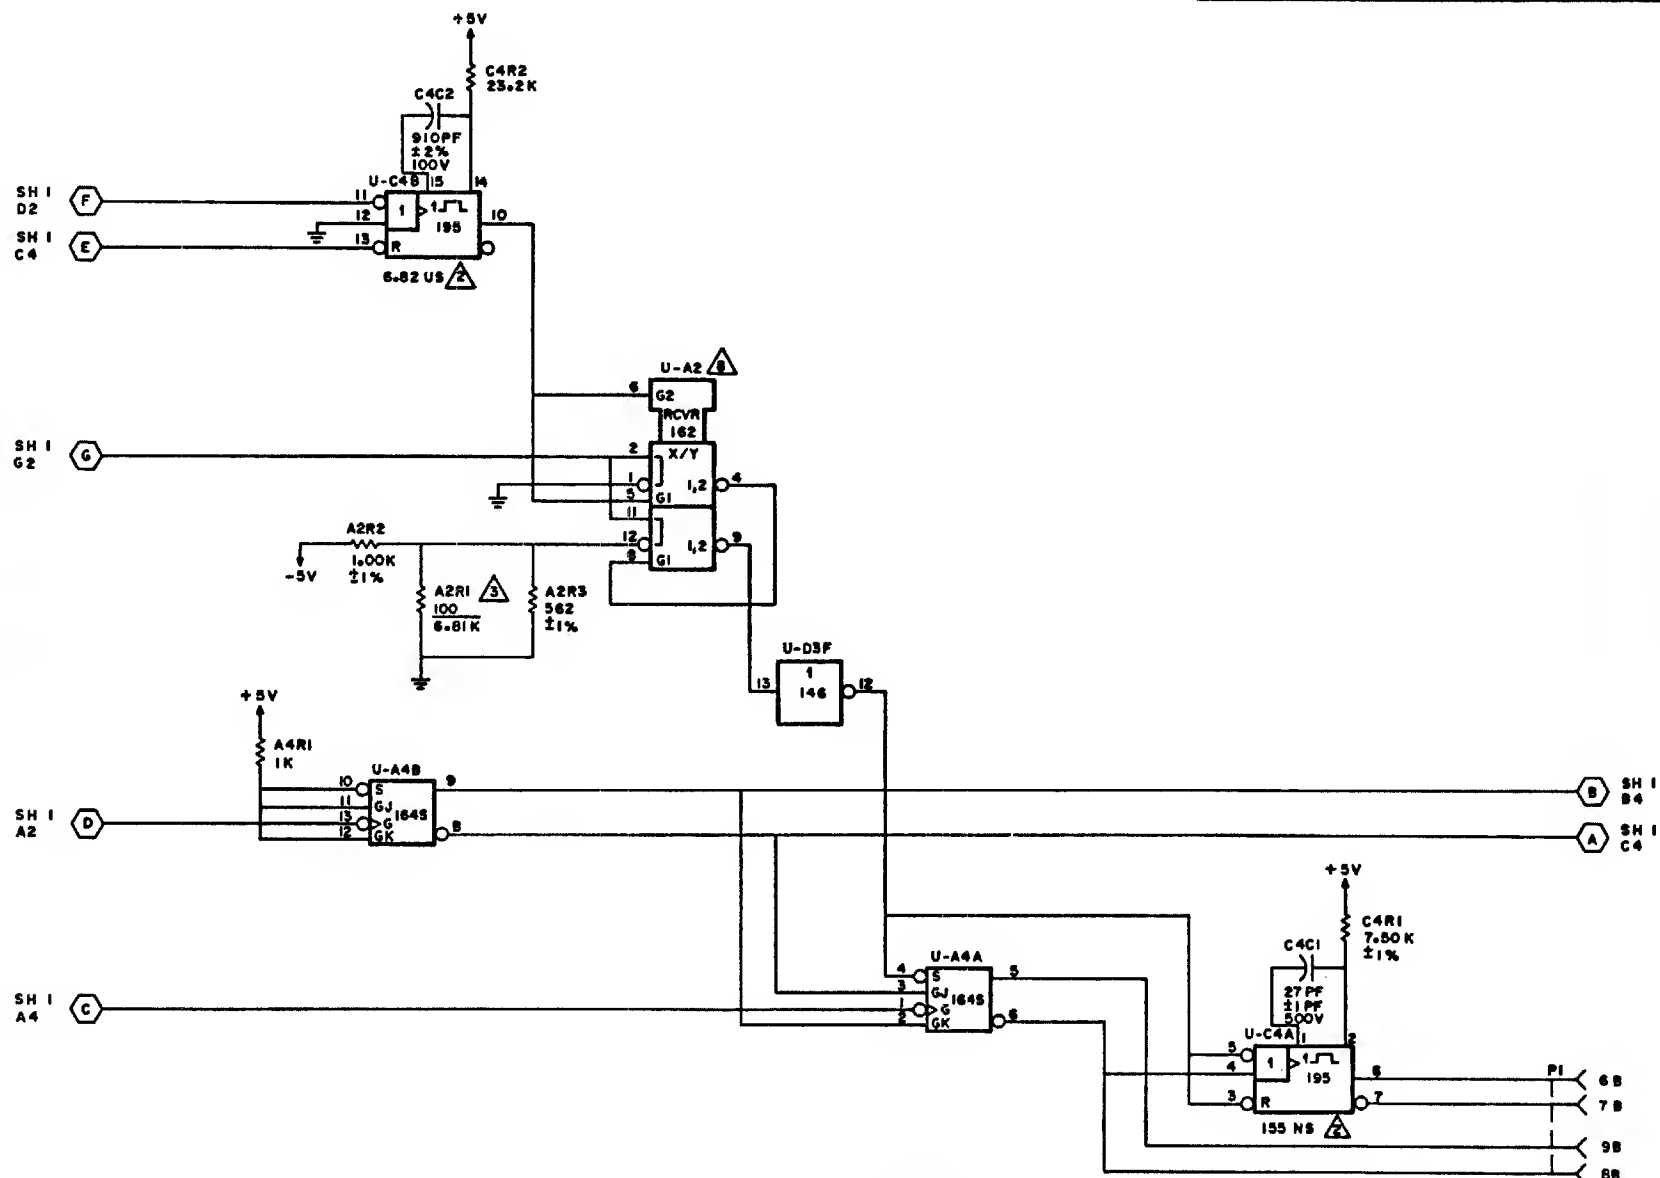 +5V
C4R2
23.2K
C4C2
910PF
±2%
100V
U-C4B
15
14
SH 1
D2
F
11
12
1
1
195
10
SH 1
C4
E
13
R
6.82 US
2
U-A2
8
6
G2
RCVR
162
SH 1
G2
G
2
X/Y
1
1,2
4
5
G1
11
12
1,2
9
8
G1
A2R2
1.00K
±1%
-5V
A2R1
100
6.81K
3
A2R3
562
±1%
U-D3F
13
1
146
12
+5V
A4R1
1K
U-A4B
10
S
9
11
GJ
164S
13
G
12
GK
8
SH 1
A2
D
B
SH 1
B4
A
SH 1
C4
+5V
C4R1
7.50K
±1%
C4C1
27PF
±1PF
500V
U-A4A
4
S
5
3
GJ
164S
1
G
2
GK
6
SH 1
A4
C
U-C4A
1
2
5
4
1
1
195
6
3
R
7
155 NS
2
P1
6B
7B
9B
8B